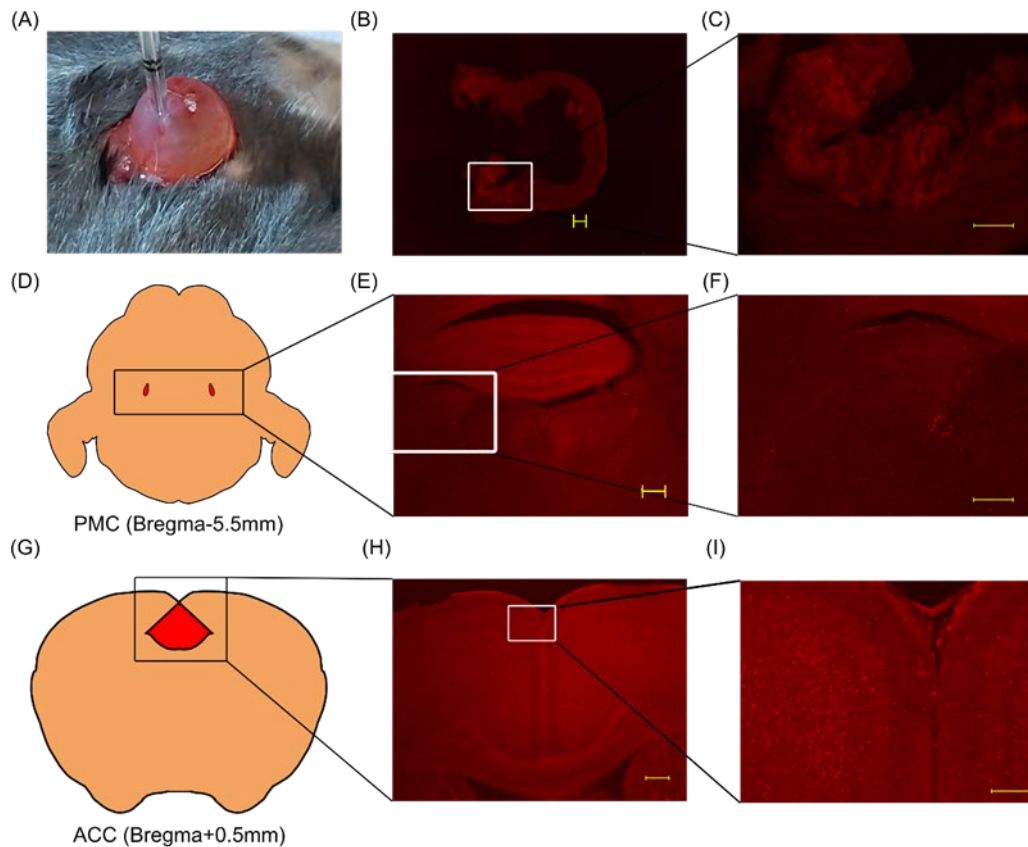 (A)
(B)
(C)
(D)
(E)
(F)
PMC (Bregma-5.5mm)
(G)
(H)
(I)
ACC (Bregma+0.5mm)